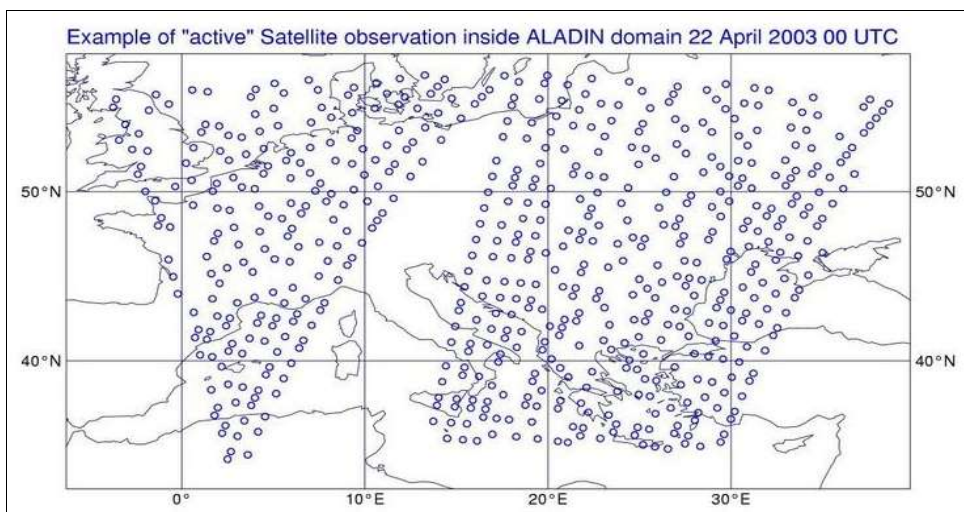 Example of "active" Satellite observation inside ALADIN domain 22 April 2003 00 UTC
50°N 50°N
40°N 40°N
0° 10°E 20°E 30°E